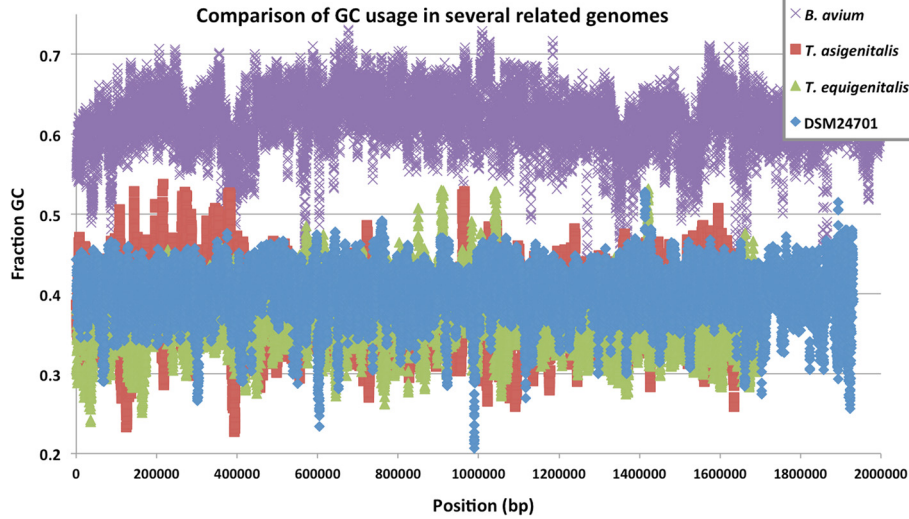 Comparison of GC usage in several related genomes
B. avium
T. asigenitalis
T. equigenitalis
DSM24701
Fraction GC
0.7
0.6
0.5
0.4
0.3
0.2
0
200000
400000
600000
800000
1000000
1200000
1400000
1600000
1800000
2000000
Position (bp)